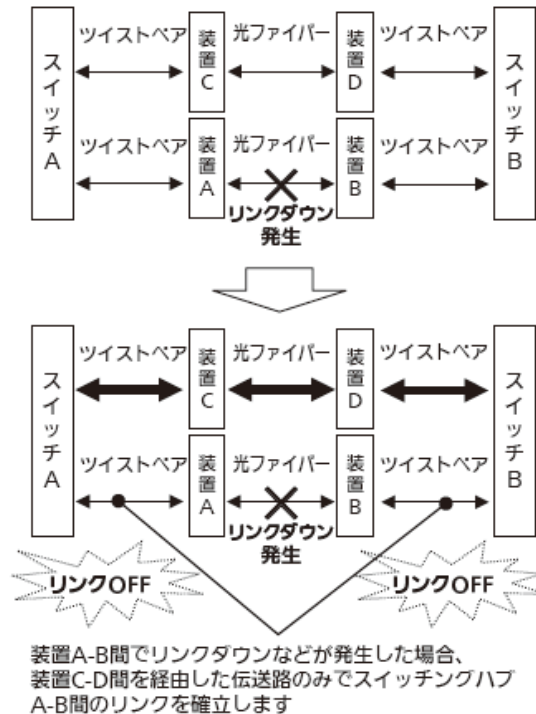 ツイストペア
光ファイバー
ツイストペア
スイッチA
装置C
装置D
スイッチB
ツイストペア
光ファイバー
ツイストペア
装置A
装置B
リンクダウン
発生
ツイストペア
光ファイバー
ツイストペア
スイッチA
装置C
装置D
スイッチB
ツイストペア
光ファイバー
ツイストペア
装置A
装置B
リンクダウン
発生
リンクOFF
リンクOFF
装置A-B間でリンクダウンなどが発生した場合、
装置C-D間を経由した伝送路のみでスイッチングハブ
A-B間のリンクを確立します